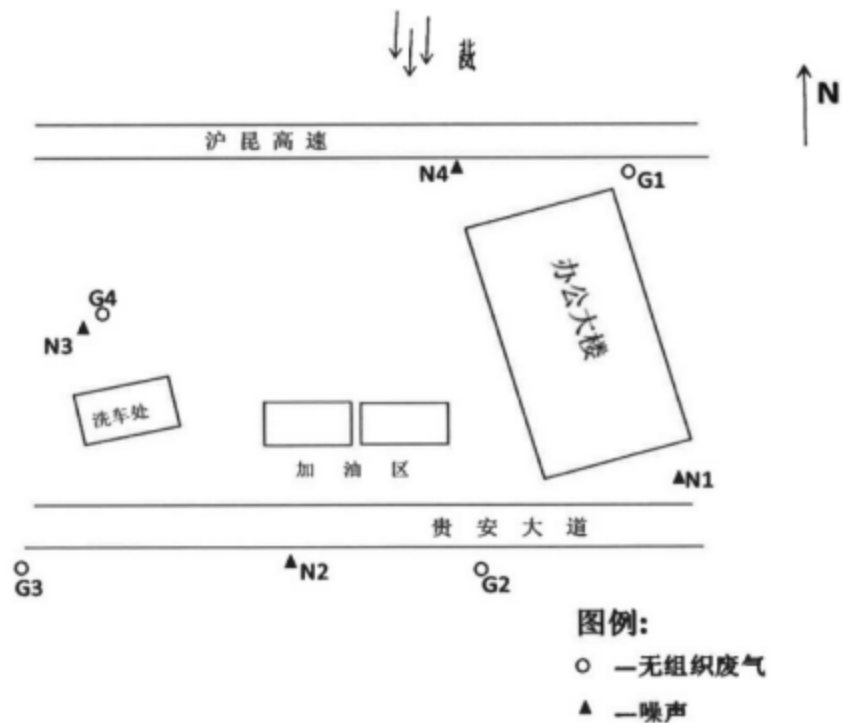 北风
N
沪昆高速
N4
G1
办公大楼
G4
N3
洗车处
加油区
N1
贵安大道
G3
N2
G2
图例:
○ —无组织废气
▲ —噪声